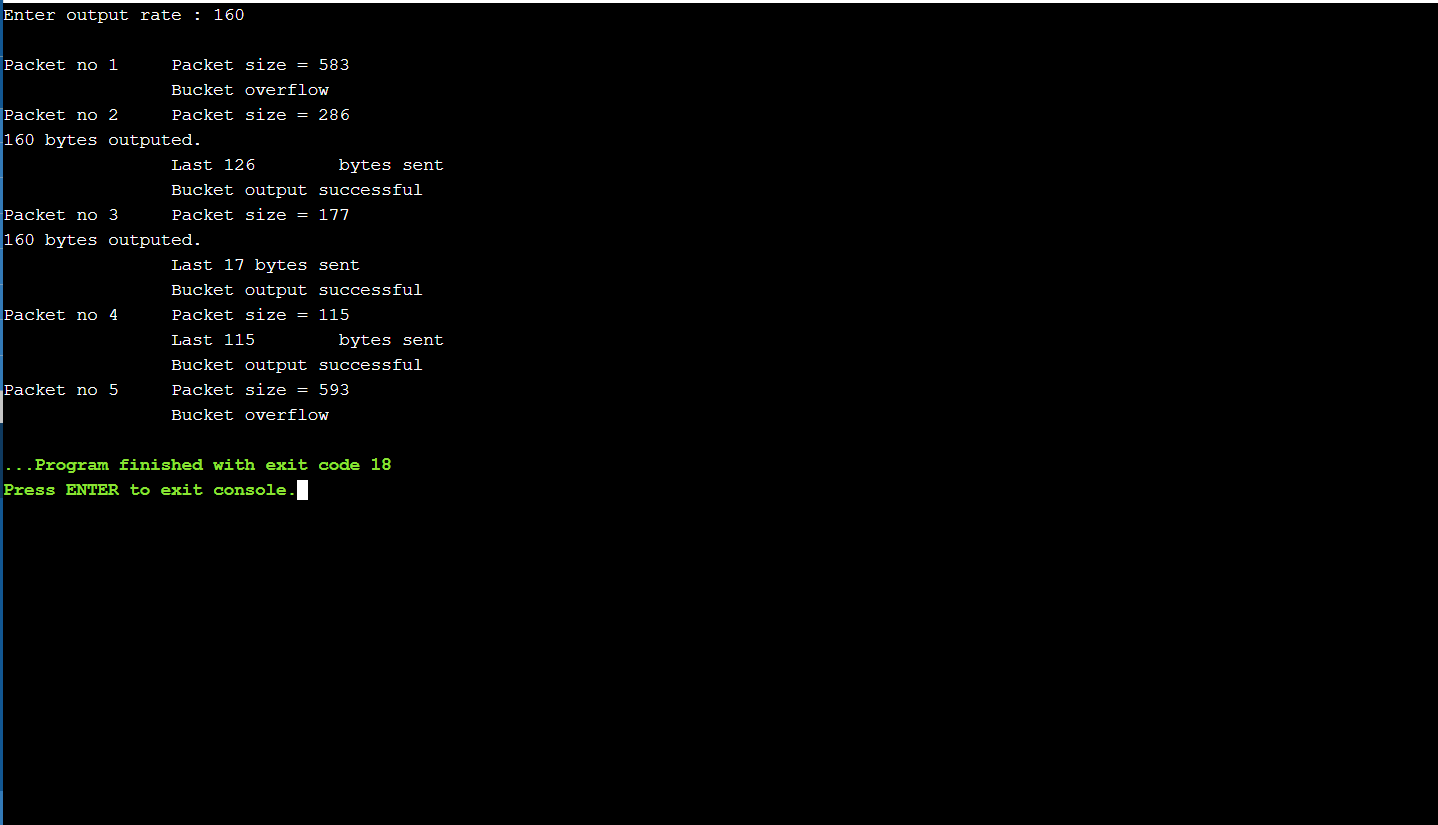 Enter output rate : 160
Packet no 1     Packet size = 583
                Bucket overflow
Packet no 2     Packet size = 286
160 bytes outputed.
                Last 126        bytes sent
                Bucket output successful
Packet no 3     Packet size = 177
160 bytes outputed.
                Last 17 bytes sent
                Bucket output successful
Packet no 4     Packet size = 115
                Last 115        bytes sent
                Bucket output successful
Packet no 5     Packet size = 593
                Bucket overflow
...Program finished with exit code 18
Press ENTER to exit console.